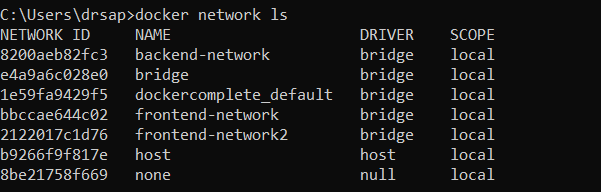 C:\Users\drsap>docker network ls
NETWORK ID     NAME                     DRIVER    SCOPE
8200aeb82fc3   backend-network          bridge    local
e4a9a6c028e0   bridge                   bridge    local
1e59fa9429f5   dockercomplete_default   bridge    local
bbccae644c02   frontend-network         bridge    local
2122017c1d76   frontend-network2        bridge    local
b9266f9f817e   host                     host      local
8be21758f669   none                     null      local